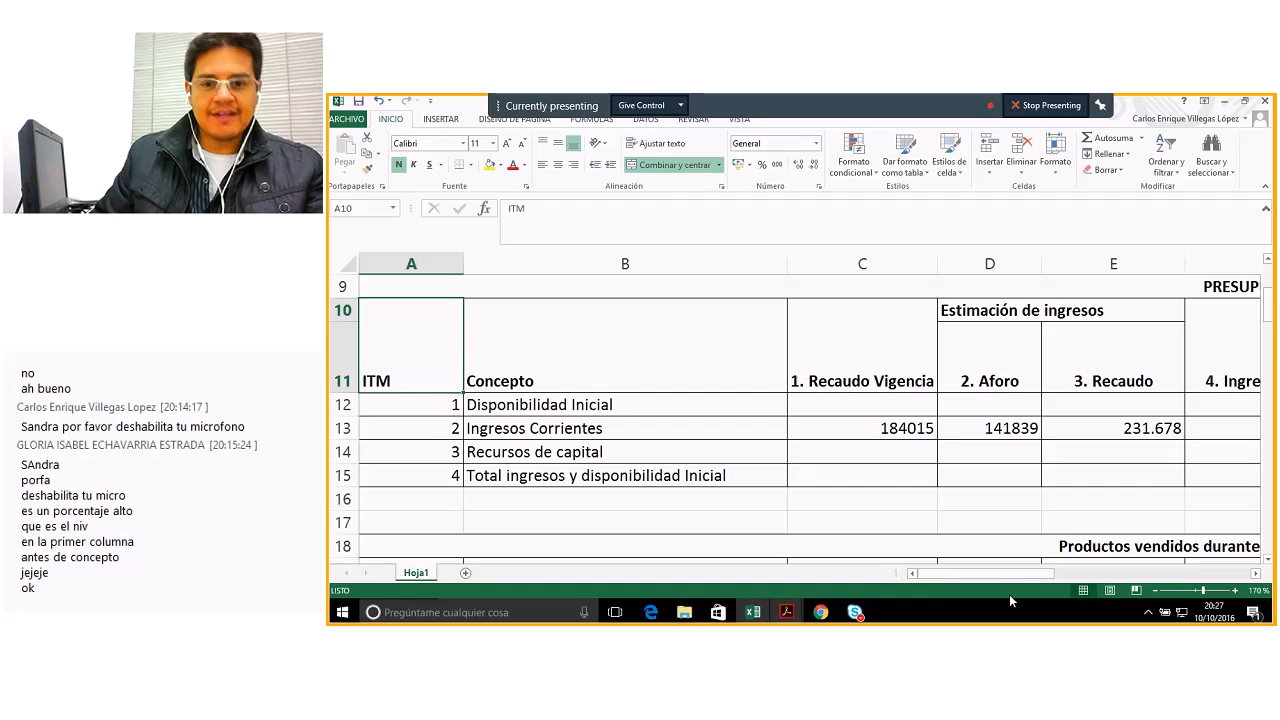 no
ah bueno
Carlos Enrique Villegas Lopez [20:14:17 ]
Sandra por favor deshabilita tu microfono
GLORIA ISABEL ECHAVARRIA ESTRADA [20:15:24 ]
SAndra
porfa
deshabilita tu micro
es un porcentaje alto
que es el niv
en la primer columna
antes de concepto
jejeje
ok
Currently presenting
Give Control
Stop Presenting
ARCHIVO INICIO INSERTAR DISEÑO DE PÁGINA FÓRMULAS DATOS REVISAR VISTA
Carlos Enrique Villegas López
Pegar
Calibri 11
N K S
Ajustar texto
Combinar y centrar
General
% 000
Formato condicional
Dar formato como tabla
Estilos de celda
Insertar Eliminar Formato
Autosuma
Rellenar
Borrar
Ordenar y filtrar
Buscar y seleccionar
Portapapeles Fuente Alineación Número Estilos Celdas Modificar
A10 fx ITM
A B C D E
9 PRESUP
10 Estimación de ingresos
11 ITM Concepto 1. Recaudo Vigencia 2. Aforo 3. Recaudo 4. Ingre
12 1 Disponibilidad Inicial
13 2 Ingresos Corrientes 184015 141839 231.678
14 3 Recursos de capital
15 4 Total ingresos y disponibilidad Inicial
16
17
18 Productos vendidos durante
Hoja1
LISTO 170 %
Pregúntame cualquier cosa
20:27
10/10/2016